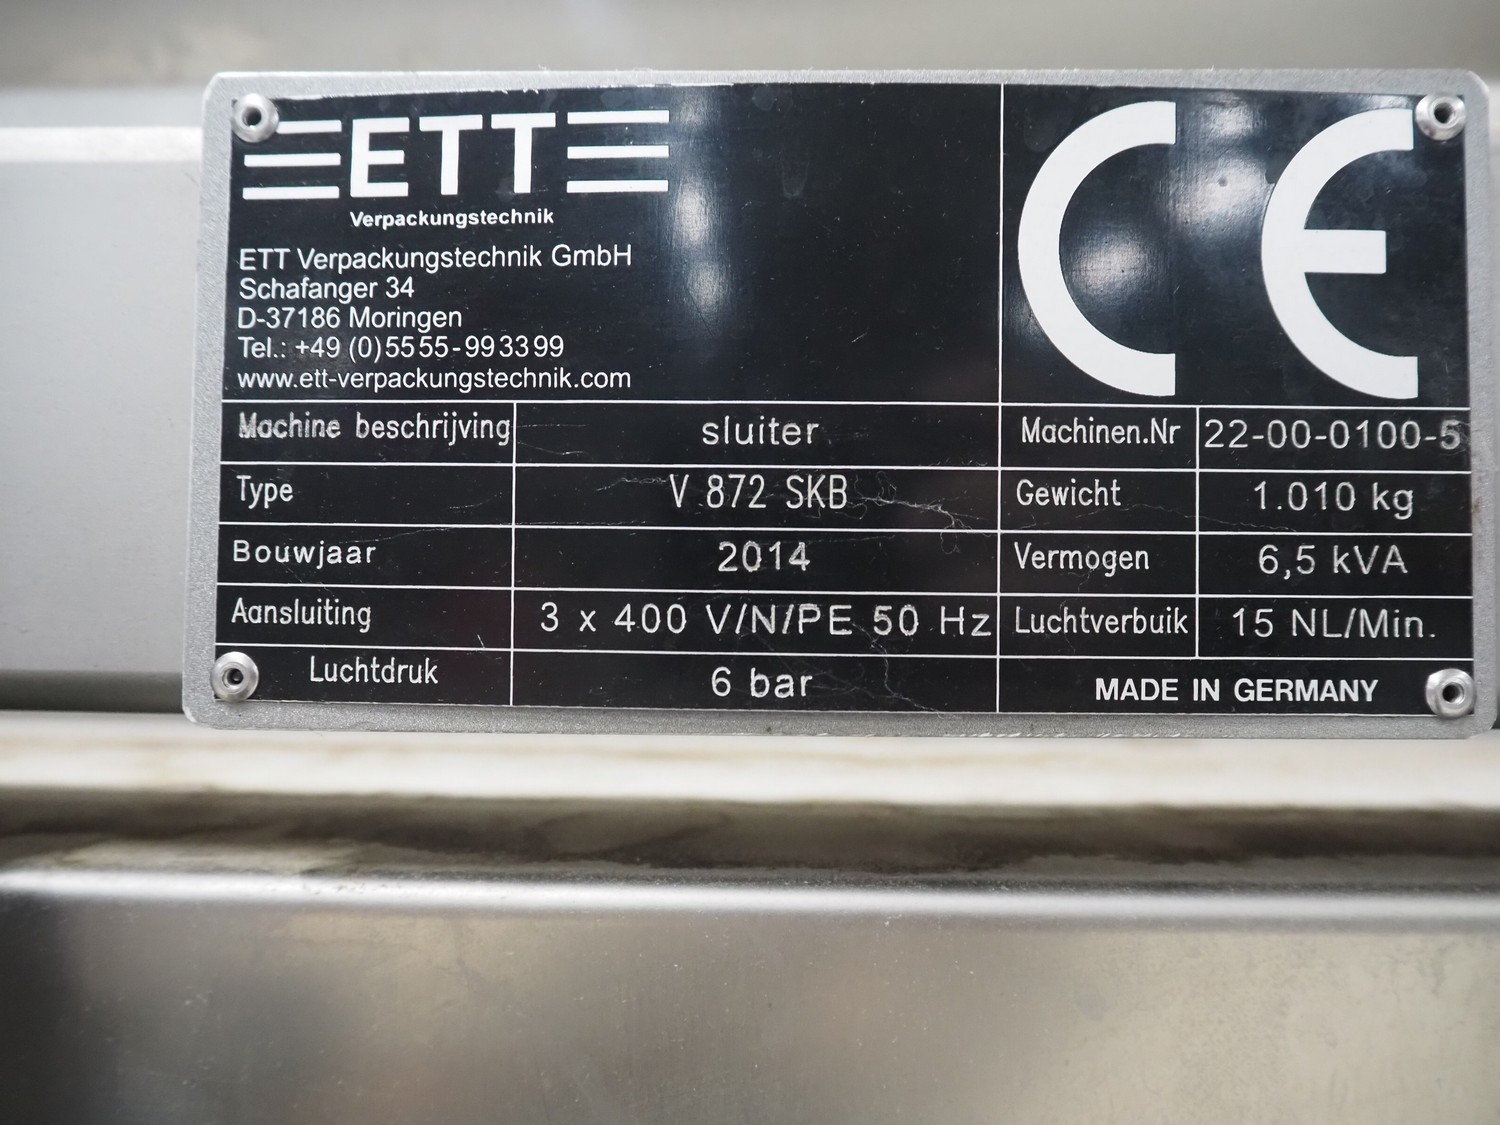 ETT
Verpackungstechnik
CE
ETT Verpackungstechnik GmbH
Schafanger 34
D-37186 Moringen
Tel.: +49 (0)5555-993399
www.ett-verpackungstechnik.com
Machine beschrijving sluiter Machinen.Nr 22-00-0100-5
Type V 872 SKB Gewicht 1.010 kg
Bouwjaar 2014 Vermogen 6,5 kVA
Aansluiting 3 x 400 V/N/PE 50 Hz Luchtverbuik 15 NL/Min.
Luchtdruk 6 bar MADE IN GERMANY